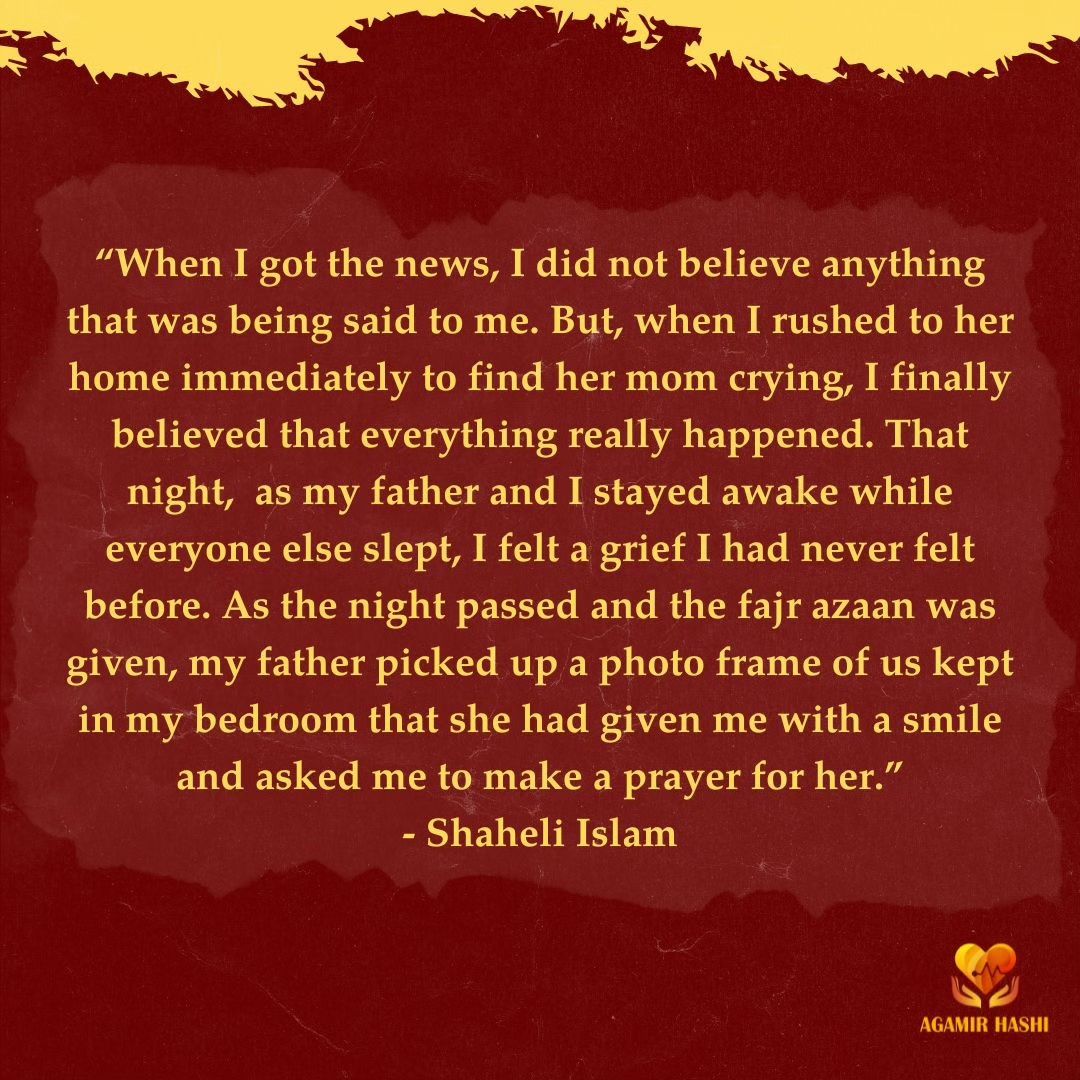 “When I got the news, I did not believe anything
that was being said to me. But, when I rushed to her
home immediately to find her mom crying, I finally
believed that everything really happened. That
night,  as my father and I stayed awake while
everyone else slept, I felt a grief I had never felt
before. As the night passed and the fajr azaan was
given, my father picked up a photo frame of us kept
in my bedroom that she had given me with a smile
and asked me to make a prayer for her.”
- Shaheli Islam
AGAMIR HASHI